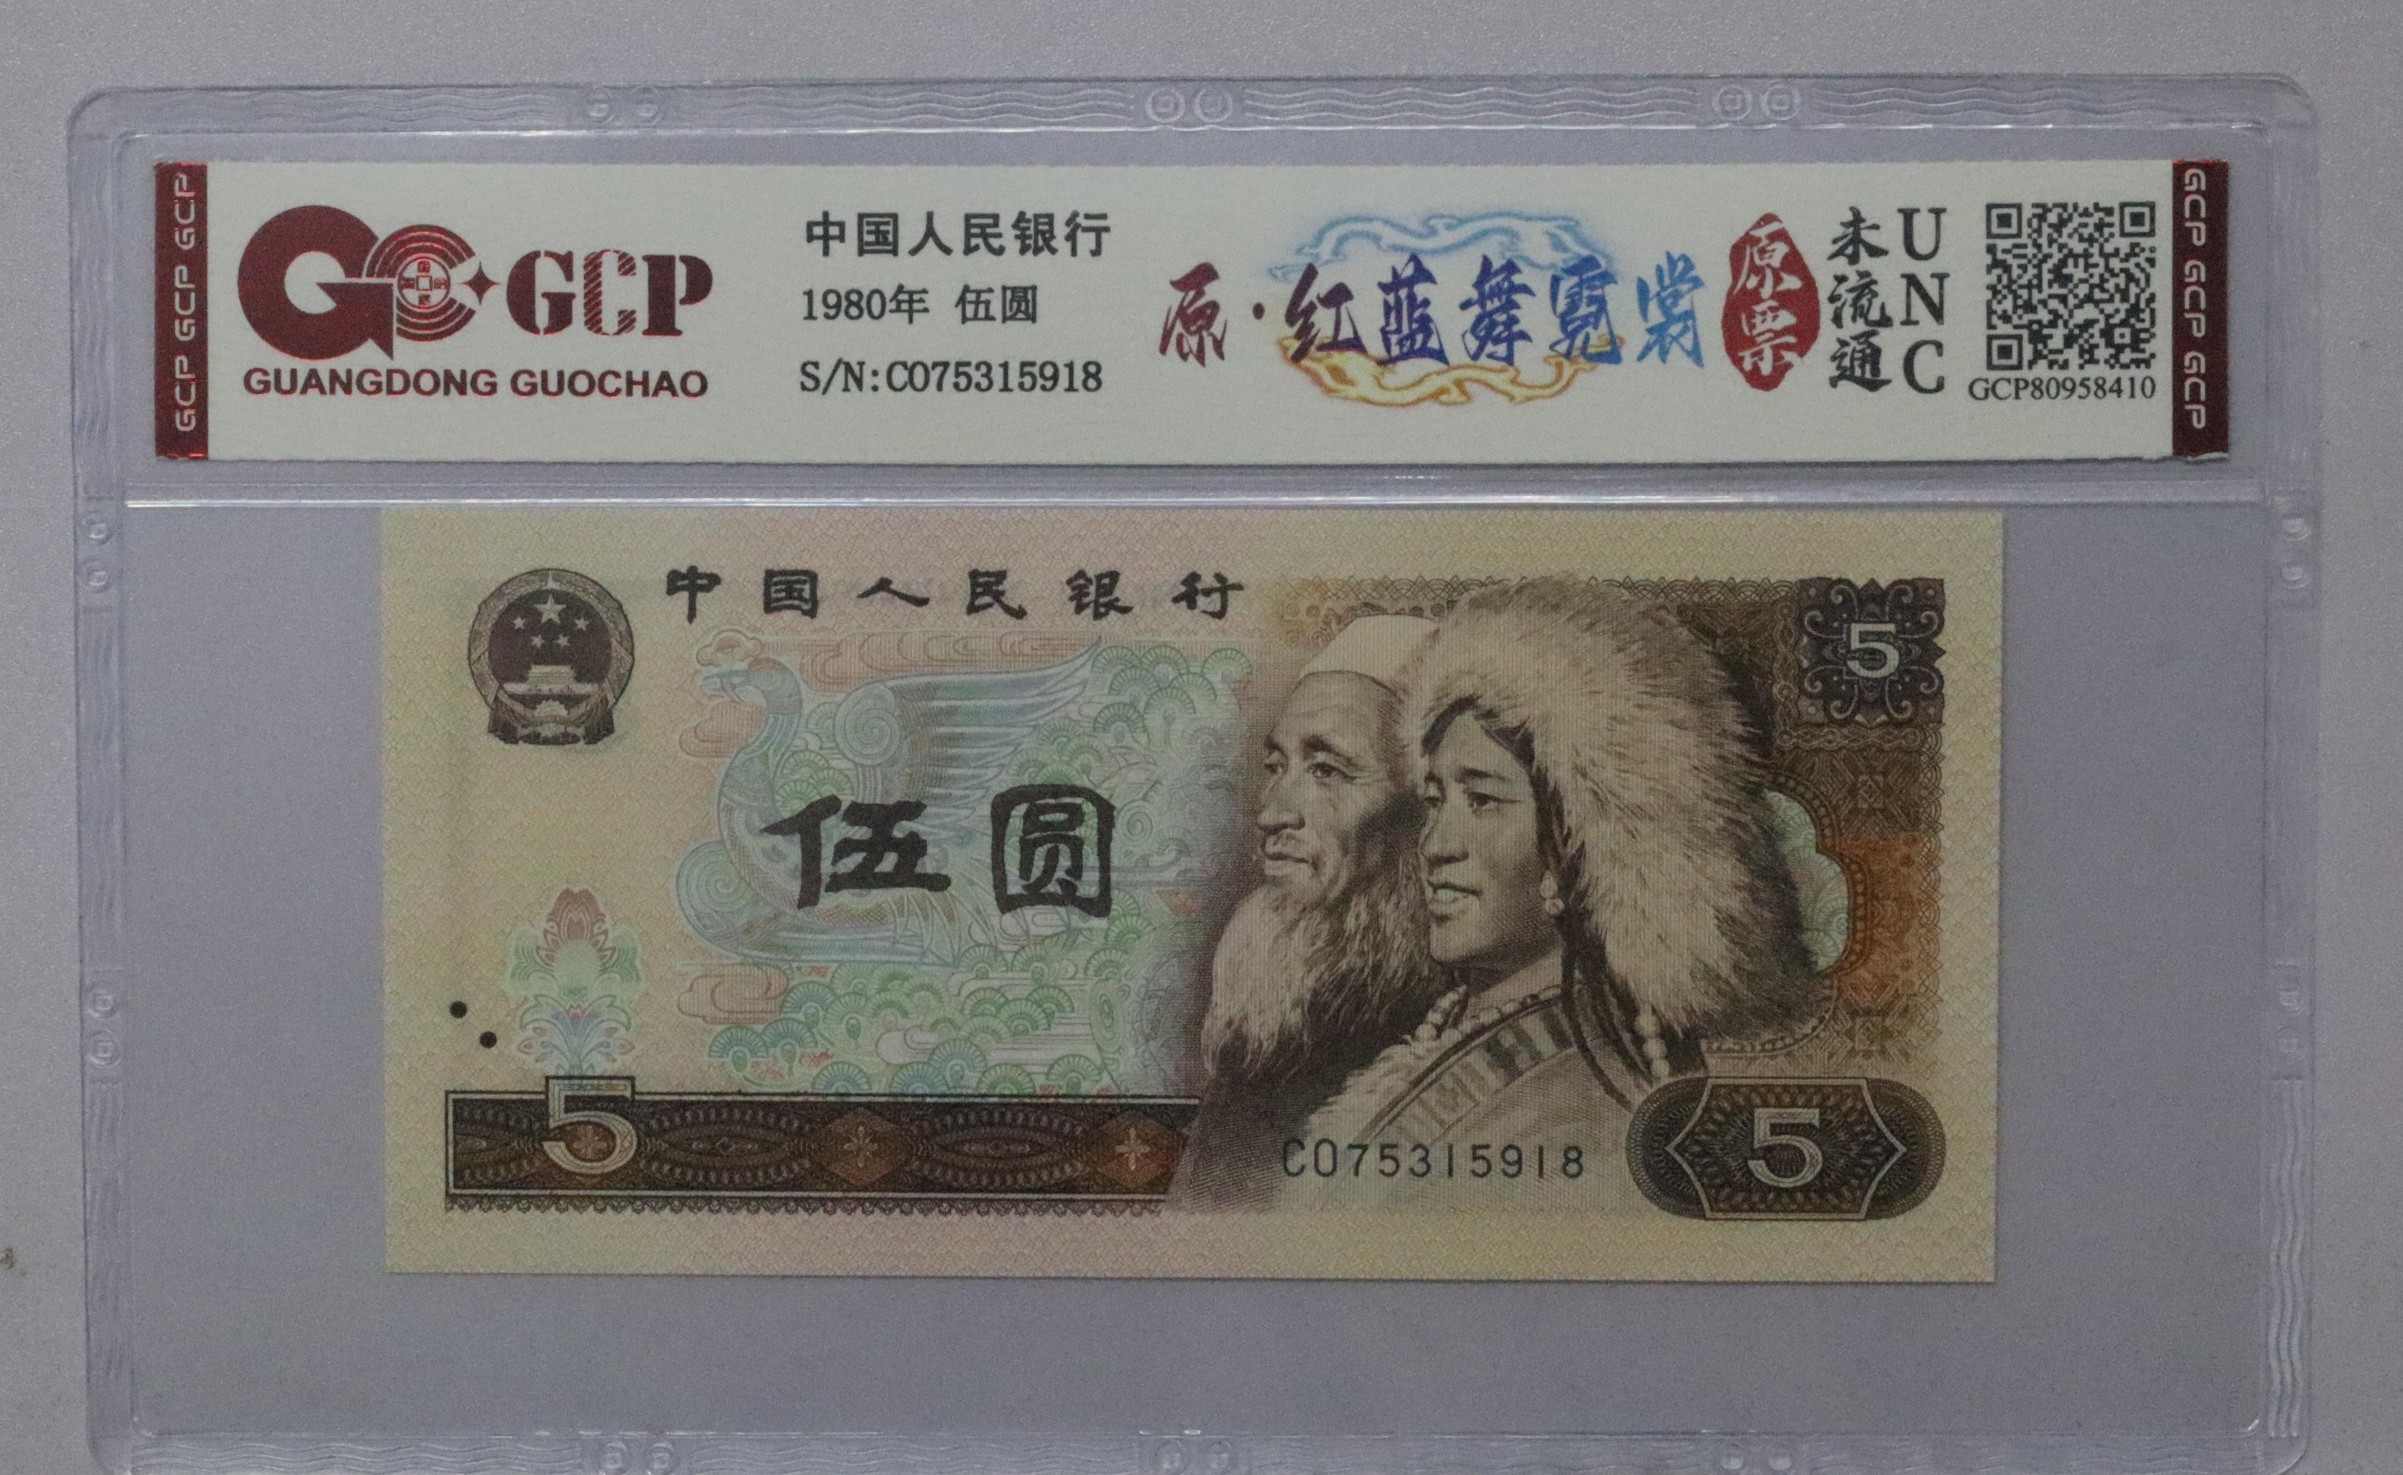 GCP GCP GCP
GCP
GUANGDONG GUOCHAO
中国人民银行
1980年 伍圆
S/N:CO75315918
原·红蓝舞霓裳
原票
未流通
UNC
GCP80958410
GCP GCP GCP
中国人民银行
5
伍圆
5
CO75315918
5